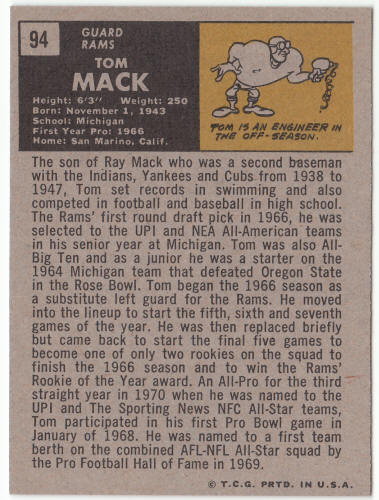 94
GUARD
RAMS
TOM
MACK
Height: 6'3" Weight: 250
Born: November 1, 1943
School: Michigan
First Year Pro: 1966
Home: San Marino, Calif.
TOM IS AN ENGINEER IN
THE OFF-SEASON.
The son of Ray Mack who was a second baseman
with the Indians, Yankees and Cubs from 1938 to
1947, Tom set records in swimming and also
competed in football and baseball in high school.
The Rams' first round draft pick in 1966, he was
selected to the UPI and NEA All-American teams
in his senior year at Michigan. Tom was also All-
Big Ten and as a junior he was a starter on the
1964 Michigan team that defeated Oregon State
in the Rose Bowl. Tom began the 1966 season as
a substitute left guard for the Rams. He moved
into the lineup to start the fifth, sixth and seventh
games of the year. He was then replaced briefly
but came back to start the final five games to
become one of only two rookies on the squad to
finish the 1966 season and to win the Rams'
Rookie of the Year award. An All-Pro for the third
straight year in 1970 when he was named to the
UPI and The Sporting News NFC All-Star teams,
Tom participated in his first Pro Bowl game in
January of 1968. He was named to a first team
berth on the combined AFL-NFL All-Star squad by
the Pro Football Hall of Fame in 1969.
© T.C.G. PRTD. IN U.S.A.